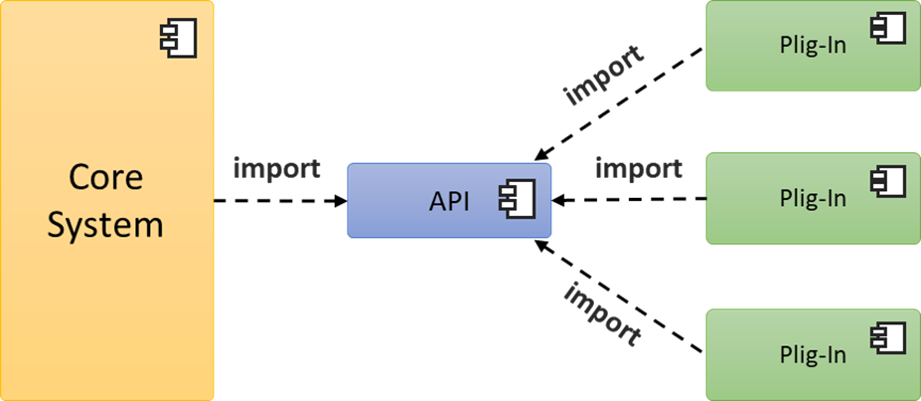 Core
System
import
API
import
Plig-In
import
Plig-In
import
Plig-In